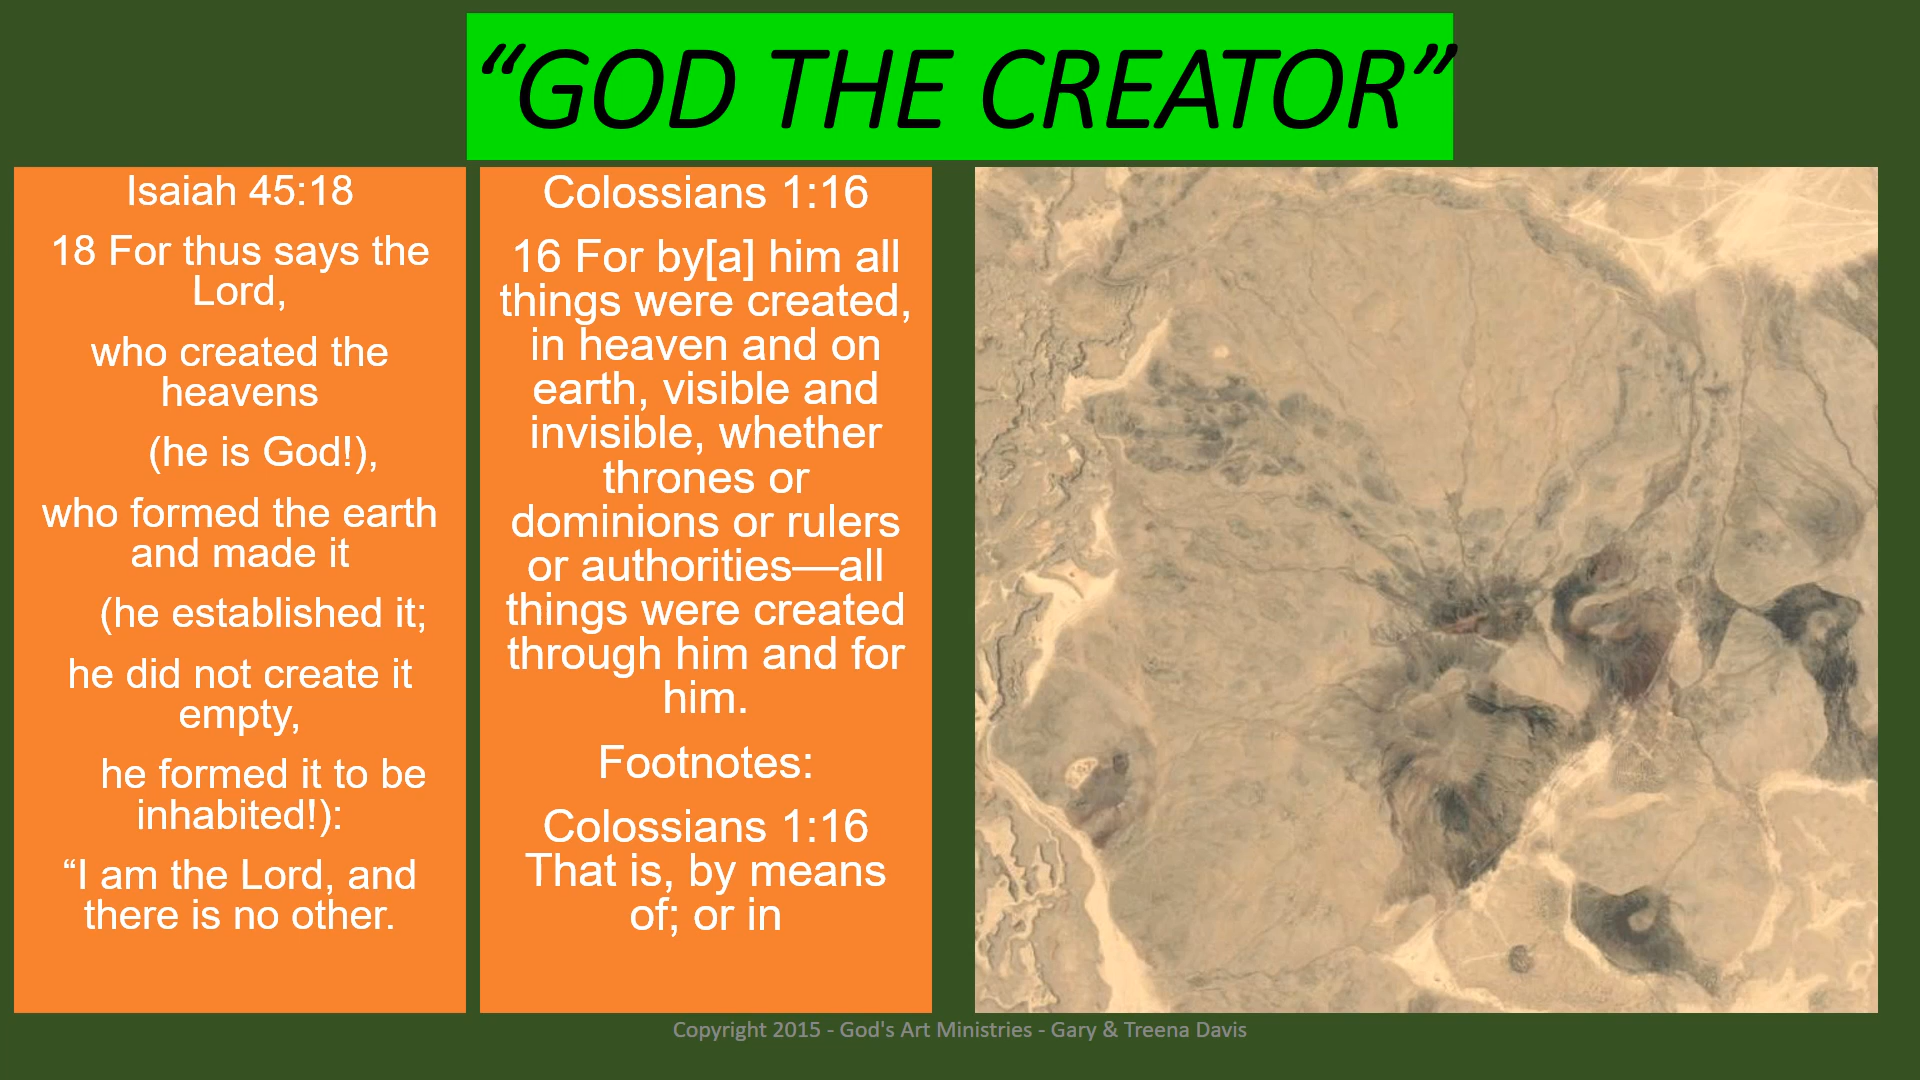 “GOD THE CREATOR”
Isaiah 45:18
18 For thus says the
Lord,
who created the
heavens
(he is God!),
who formed the earth
and made it
(he established it;
he did not create it
empty,
he formed it to be
inhabited!):
“I am the Lord, and
there is no other.
Colossians 1:16
16 For by[a] him all
things were created,
in heaven and on
earth, visible and
invisible, whether
thrones or
dominions or rulers
or authorities—all
things were created
through him and for
him.
Footnotes:
Colossians 1:16
That is, by means
of; or in
Copyright 2015 - God's Art Ministries - Gary & Treena Davis